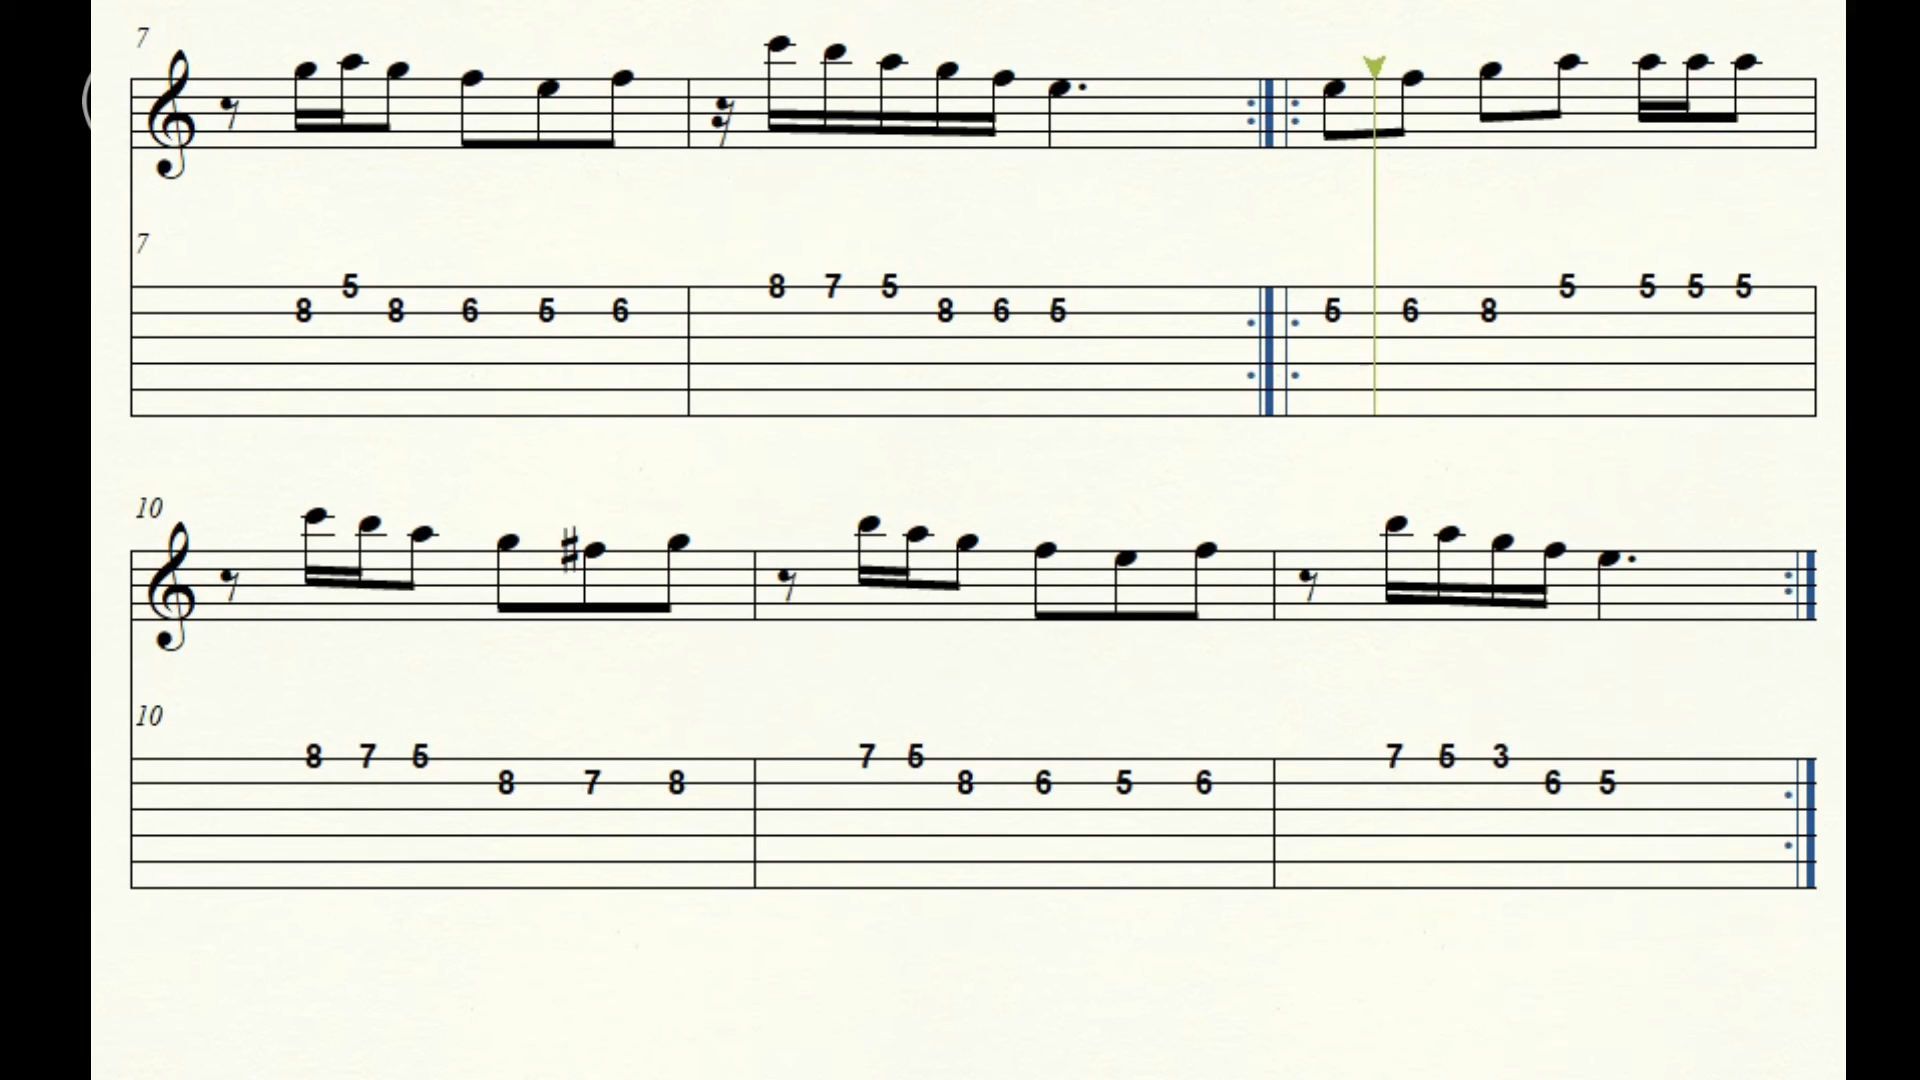 7
7
5 8 7 5 5 5 5 5
8 8 6 5 6 8 6 5 5 6 8
10
10
8 7 5 7 5 7 5 3
8 7 8 8 6 5 6 6 5